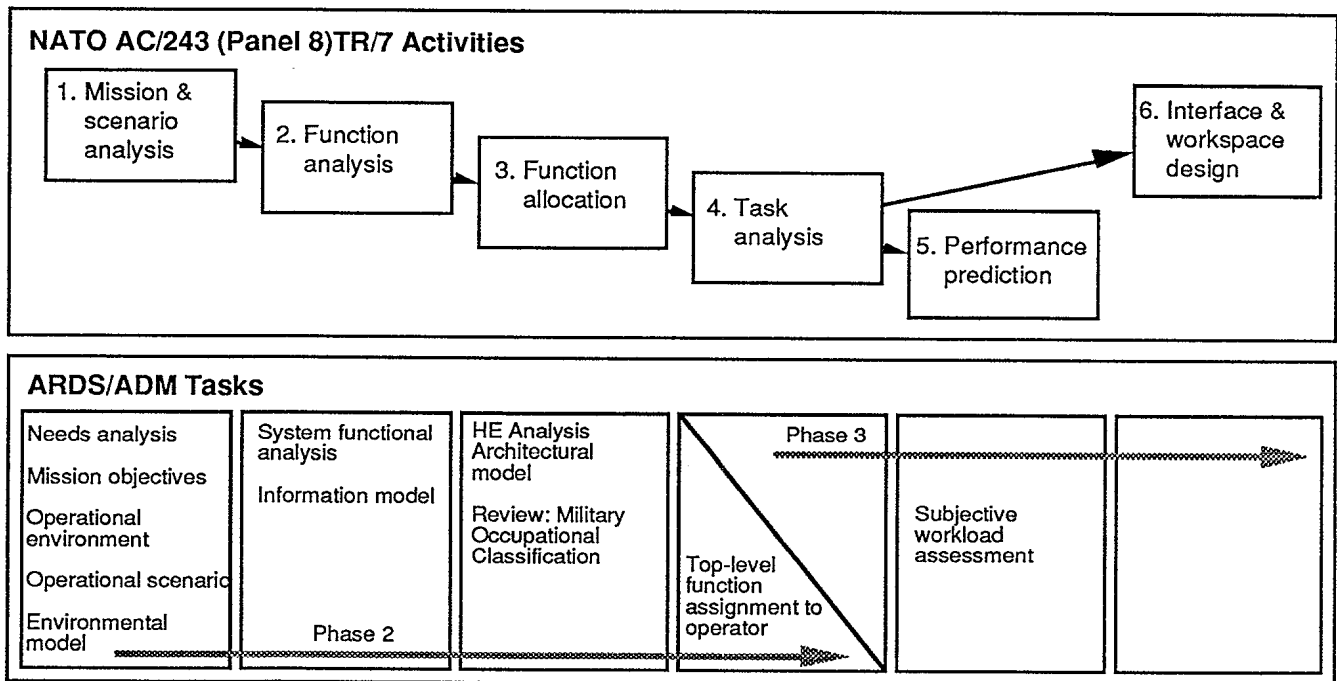 NATO AC/243 (Panel 8)TR/7 Activities
1. Mission &
scenario
analysis
2. Function
analysis
3. Function
allocation
4. Task
analysis
5. Performance
prediction
6. Interface &
workspace
design
ARDS/ADM Tasks
Needs analysis
Mission objectives
Operational
environment
Operational scenario
Environmental
model
System functional
analysis
Information model
Phase 2
HE Analysis
Architectural
model
Review: Military
Occupational
Classification
Phase 3
Top-level
function
assignment to
operator
Subjective
workload
assessment